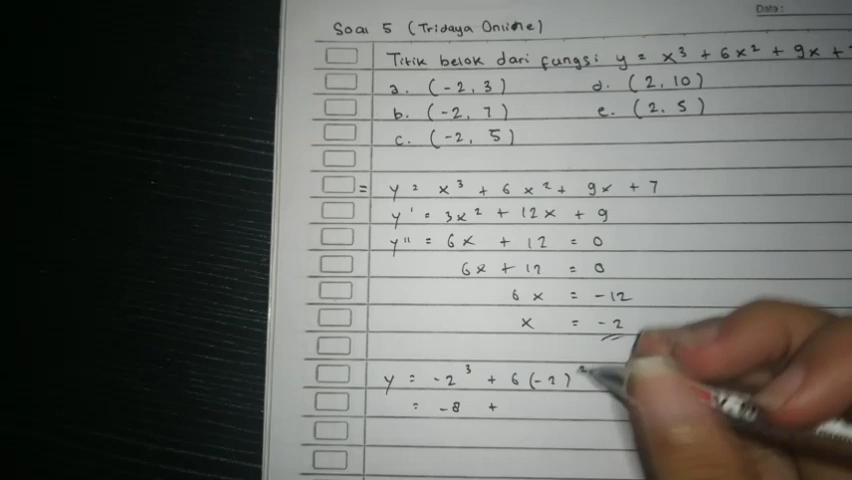 Data:
Soal 5 (Tridaya Online)
Titik belok dari fungsi y = x³ + 6x² + 9x +
a. (-2, 3) d. (2, 10)
b. (-2, 7) e. (2, 5)
c. (-2, 5)
= y = x³ + 6x² + 9x + 7
y' = 3x² + 12x + 9
y" = 6x + 12 = 0
6x + 12 = 0
6x = -12
x = -2
y = -2³ + 6(-2)²
= -8 +